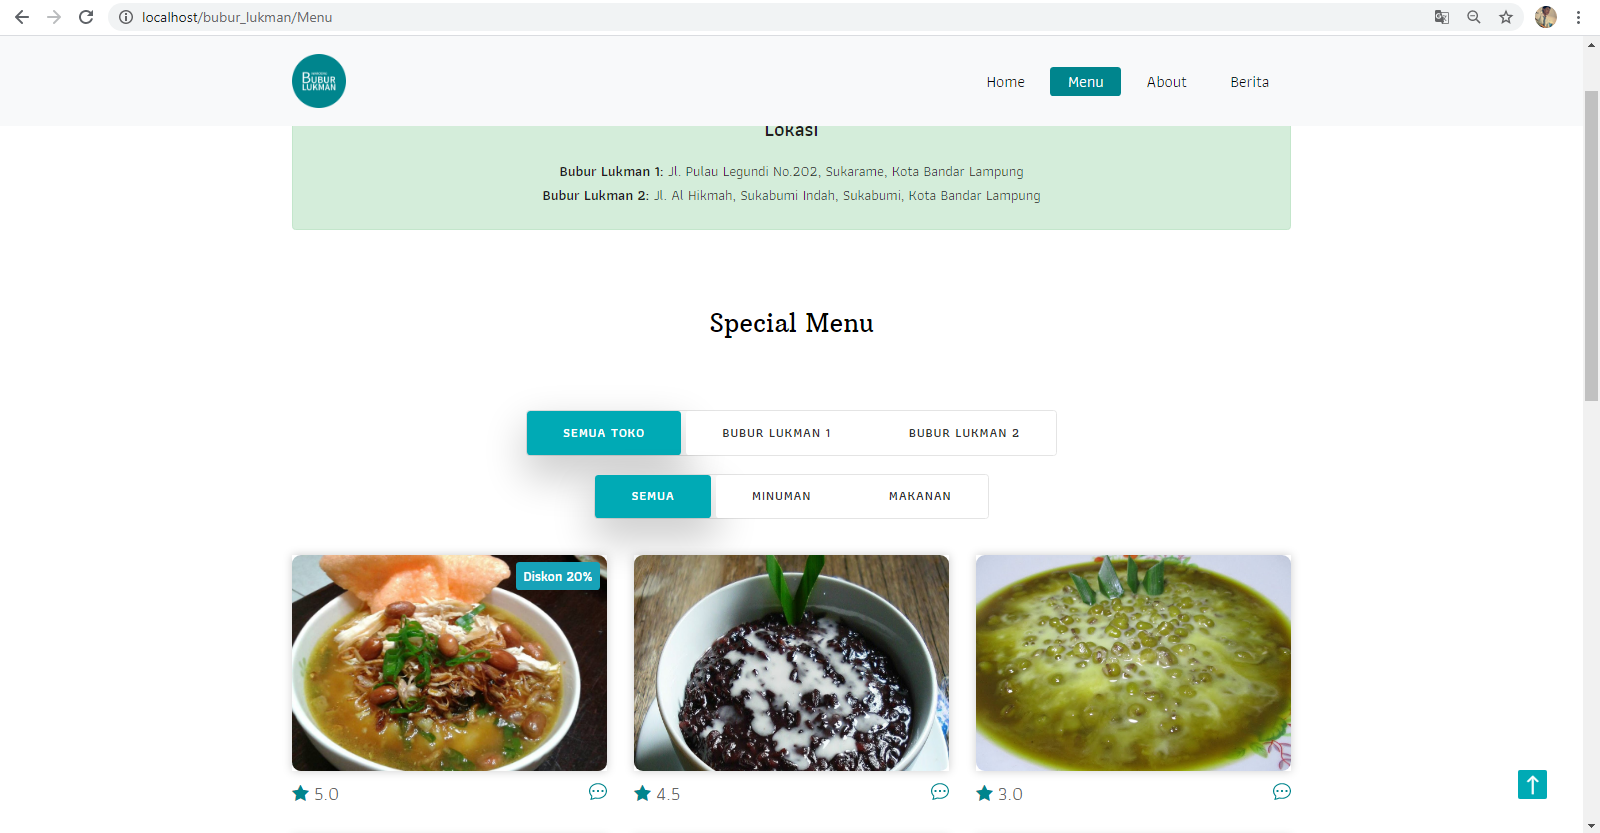 localhost/bubur_lukman/Menu
BUBUR
LUKMAN
Home
Menu
About
Berita
Lokasi
Bubur Lukman 1: Jl. Pulau Legundi No.202, Sukarame, Kota Bandar Lampung
Bubur Lukman 2: Jl. Al Hikmah, Sukabumi Indah, Sukabumi, Kota Bandar Lampung
Special Menu
SEMUA TOKO
BUBUR LUKMAN 1
BUBUR LUKMAN 2
SEMUA
MINUMAN
MAKANAN
Diskon 20%
5.0
4.5
3.0